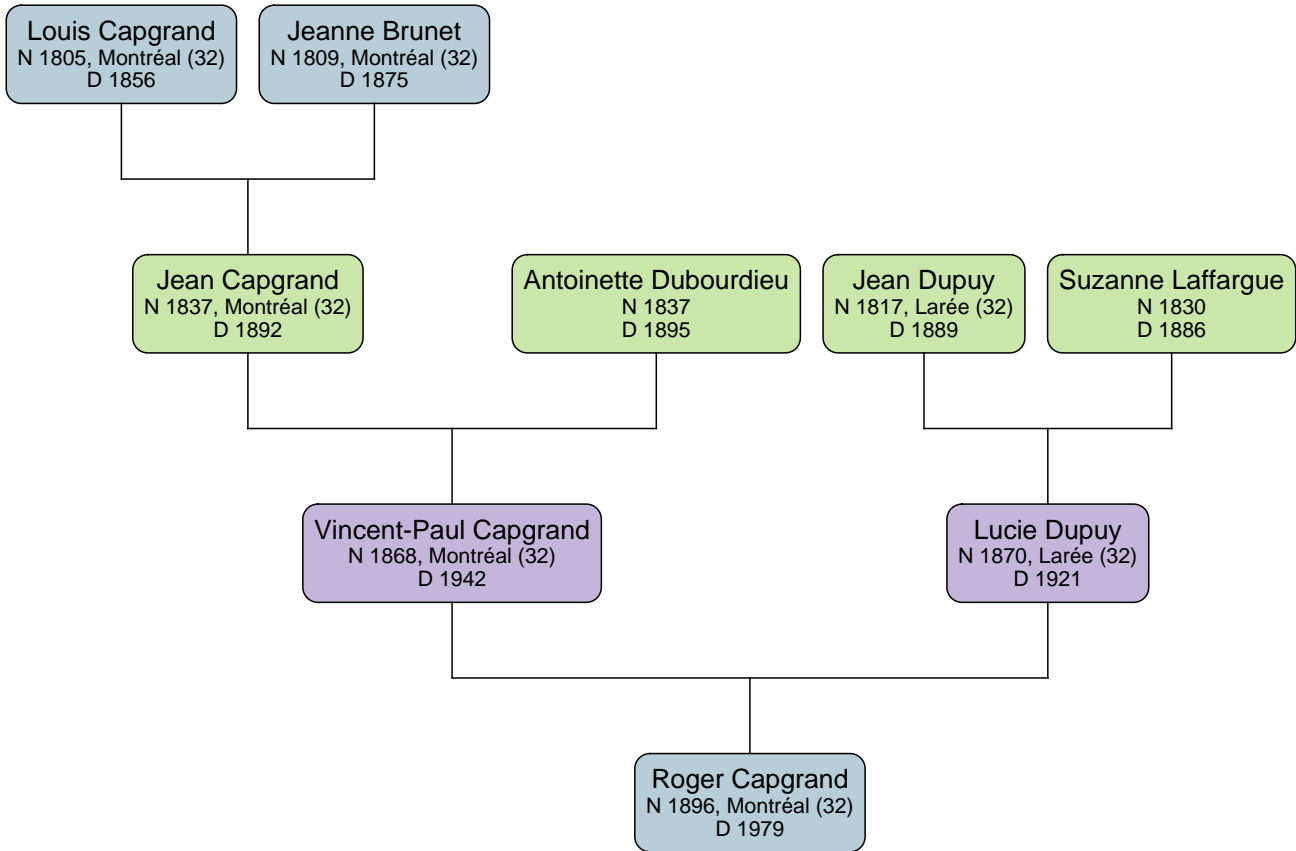 Louis Capgrand
N 1805, Montréal (32)
D 1856
Jeanne Brunet
N 1809, Montréal (32)
D 1875
Jean Capgrand
N 1837, Montréal (32)
D 1892
Antoinette Dubourdieu
N 1837
D 1895
Jean Dupuy
N 1817, Larée (32)
D 1889
Suzanne Laffargue
N 1830
D 1886
Vincent-Paul Capgrand
N 1868, Montréal (32)
D 1942
Lucie Dupuy
N 1870, Larée (32)
D 1921
Roger Capgrand
N 1896, Montréal (32)
D 1979